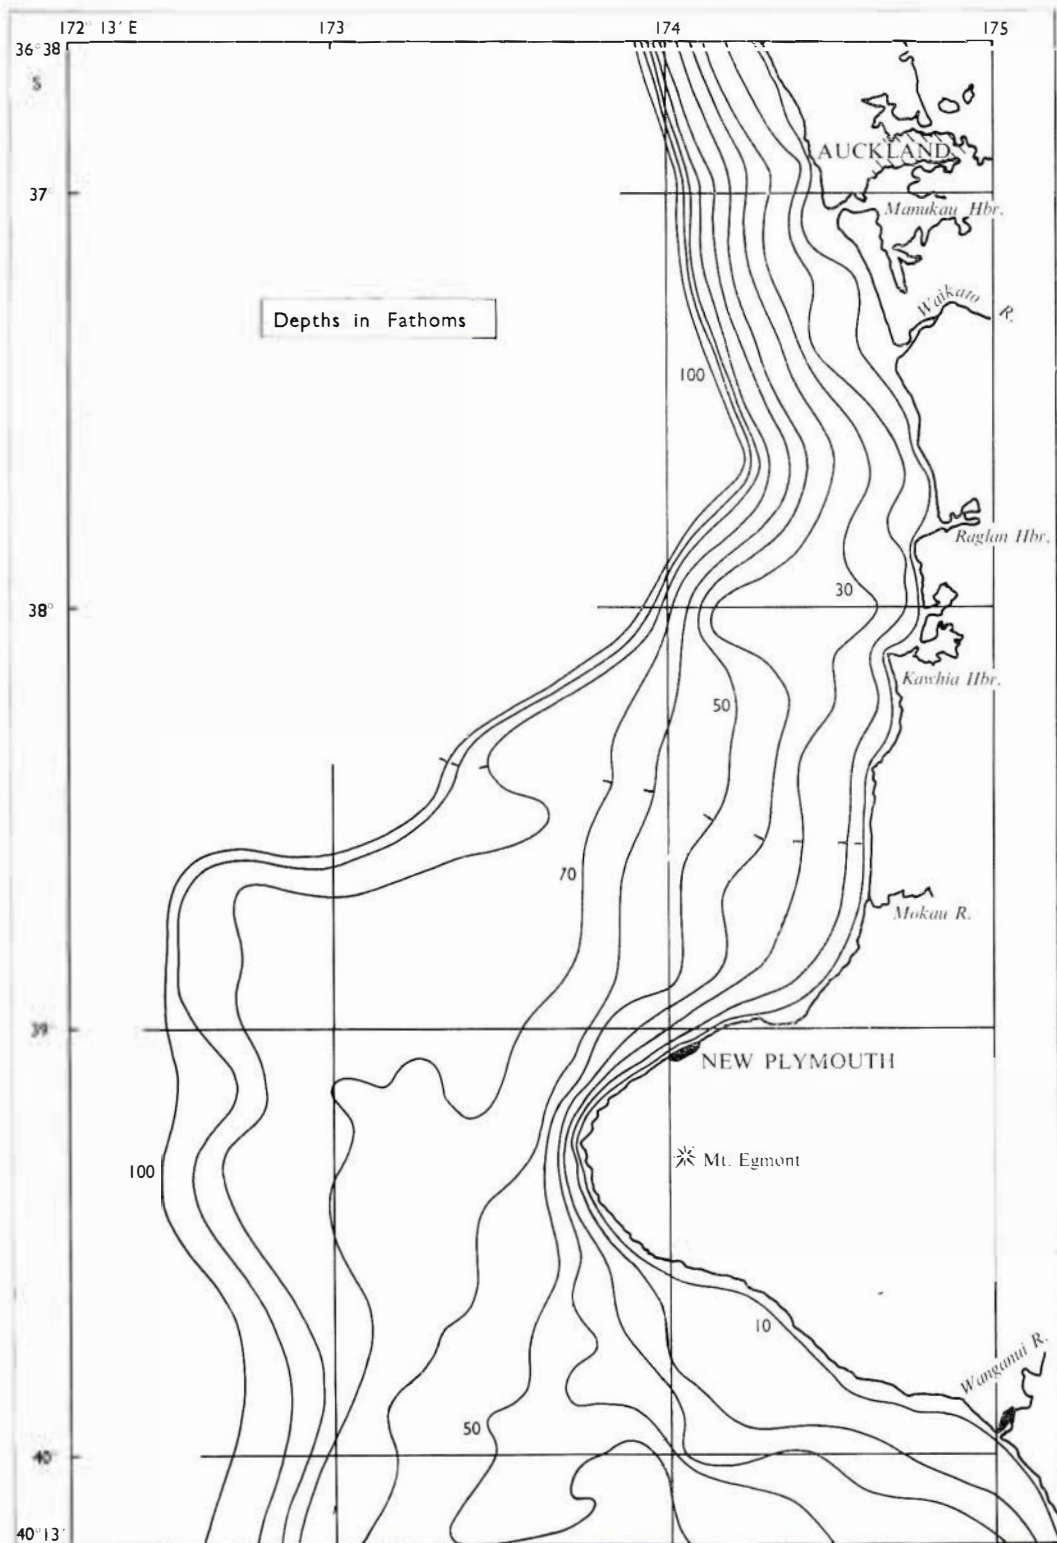 172° 13′ E 173 174 175
36° 38
S
AUCKLAND
37°
Manukau Hbr.
Waikato R.
Depths in Fathoms
100
Raglan Hbr.
30
38°
Kawhia Hbr.
50
70
Mokau R.
39°
NEW PLYMOUTH
Mt. Egmont
100
10
Wanganui R.
50
40°
40°13′